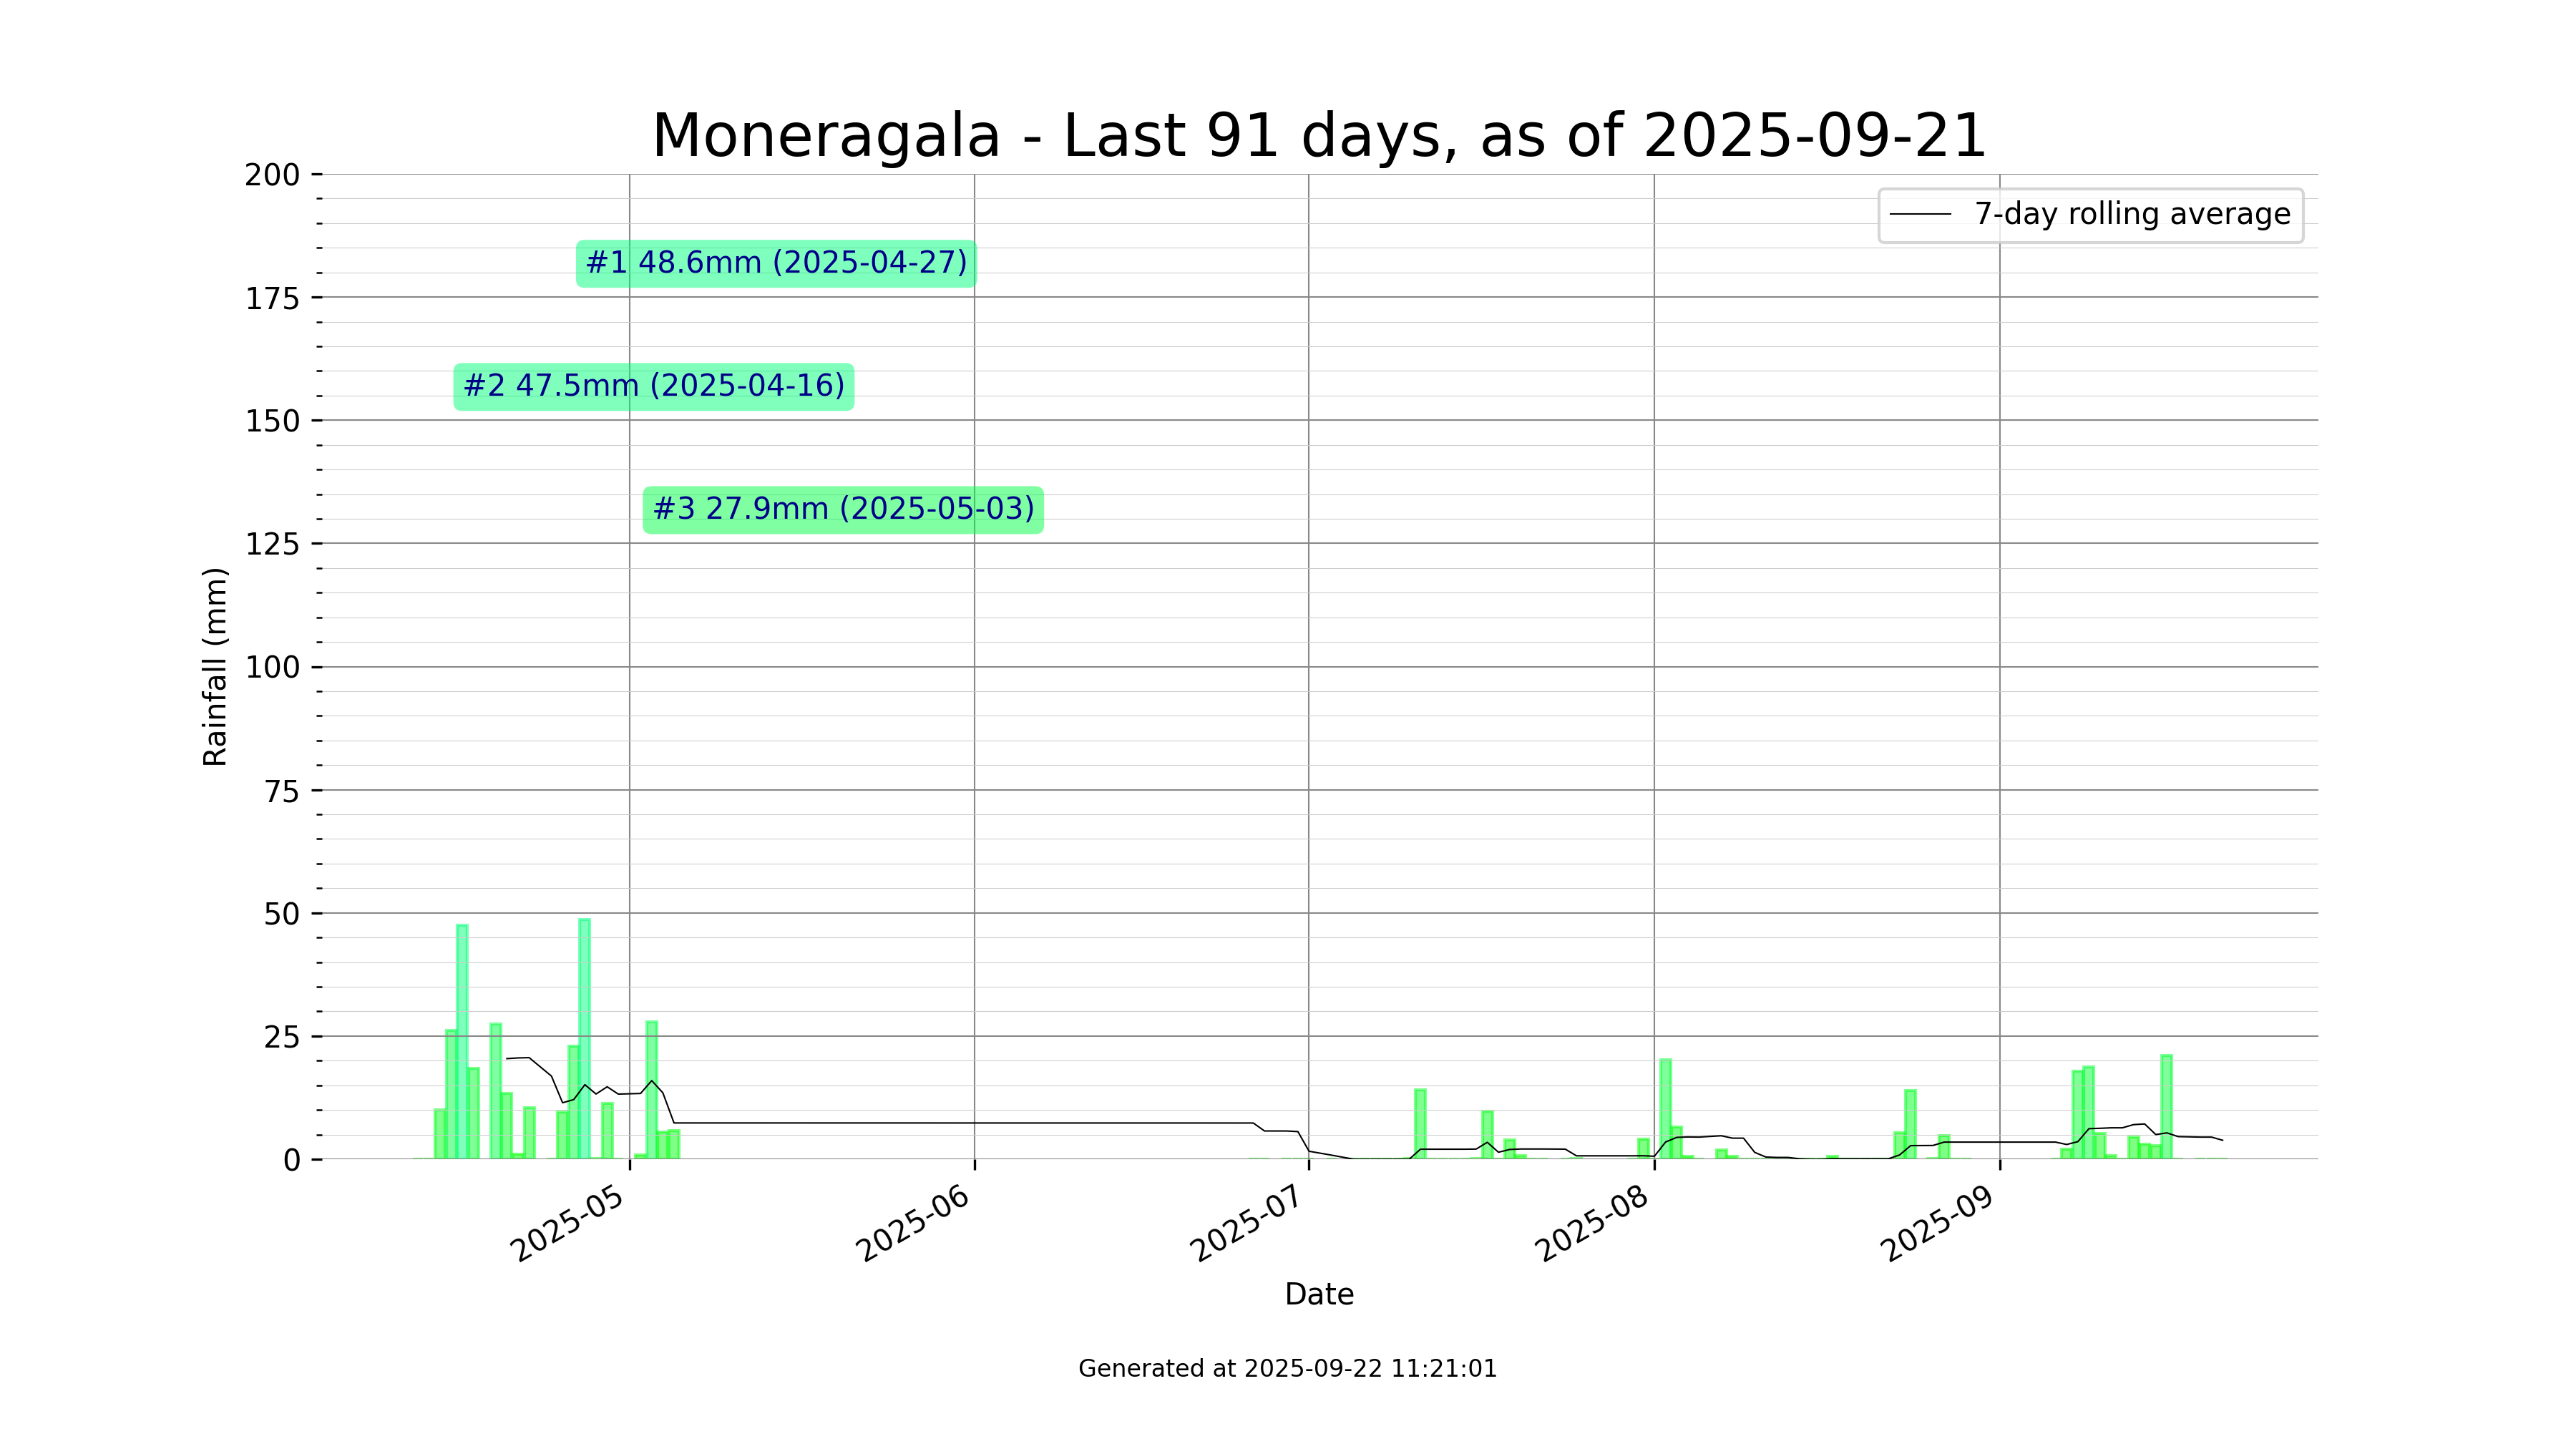 Moneragala - Last 91 days, as of 2025-09-21
200
7-day rolling average
#1 48.6mm (2025-04-27)
175
#2 47.5mm (2025-04-16)
150
#3 27.9mm (2025-05-03)
125
100
75
50
25
0
Rainfall (mm)
2025-05
2025-06
2025-07
2025-08
2025-09
Date
Generated at 2025-09-22 11:21:01